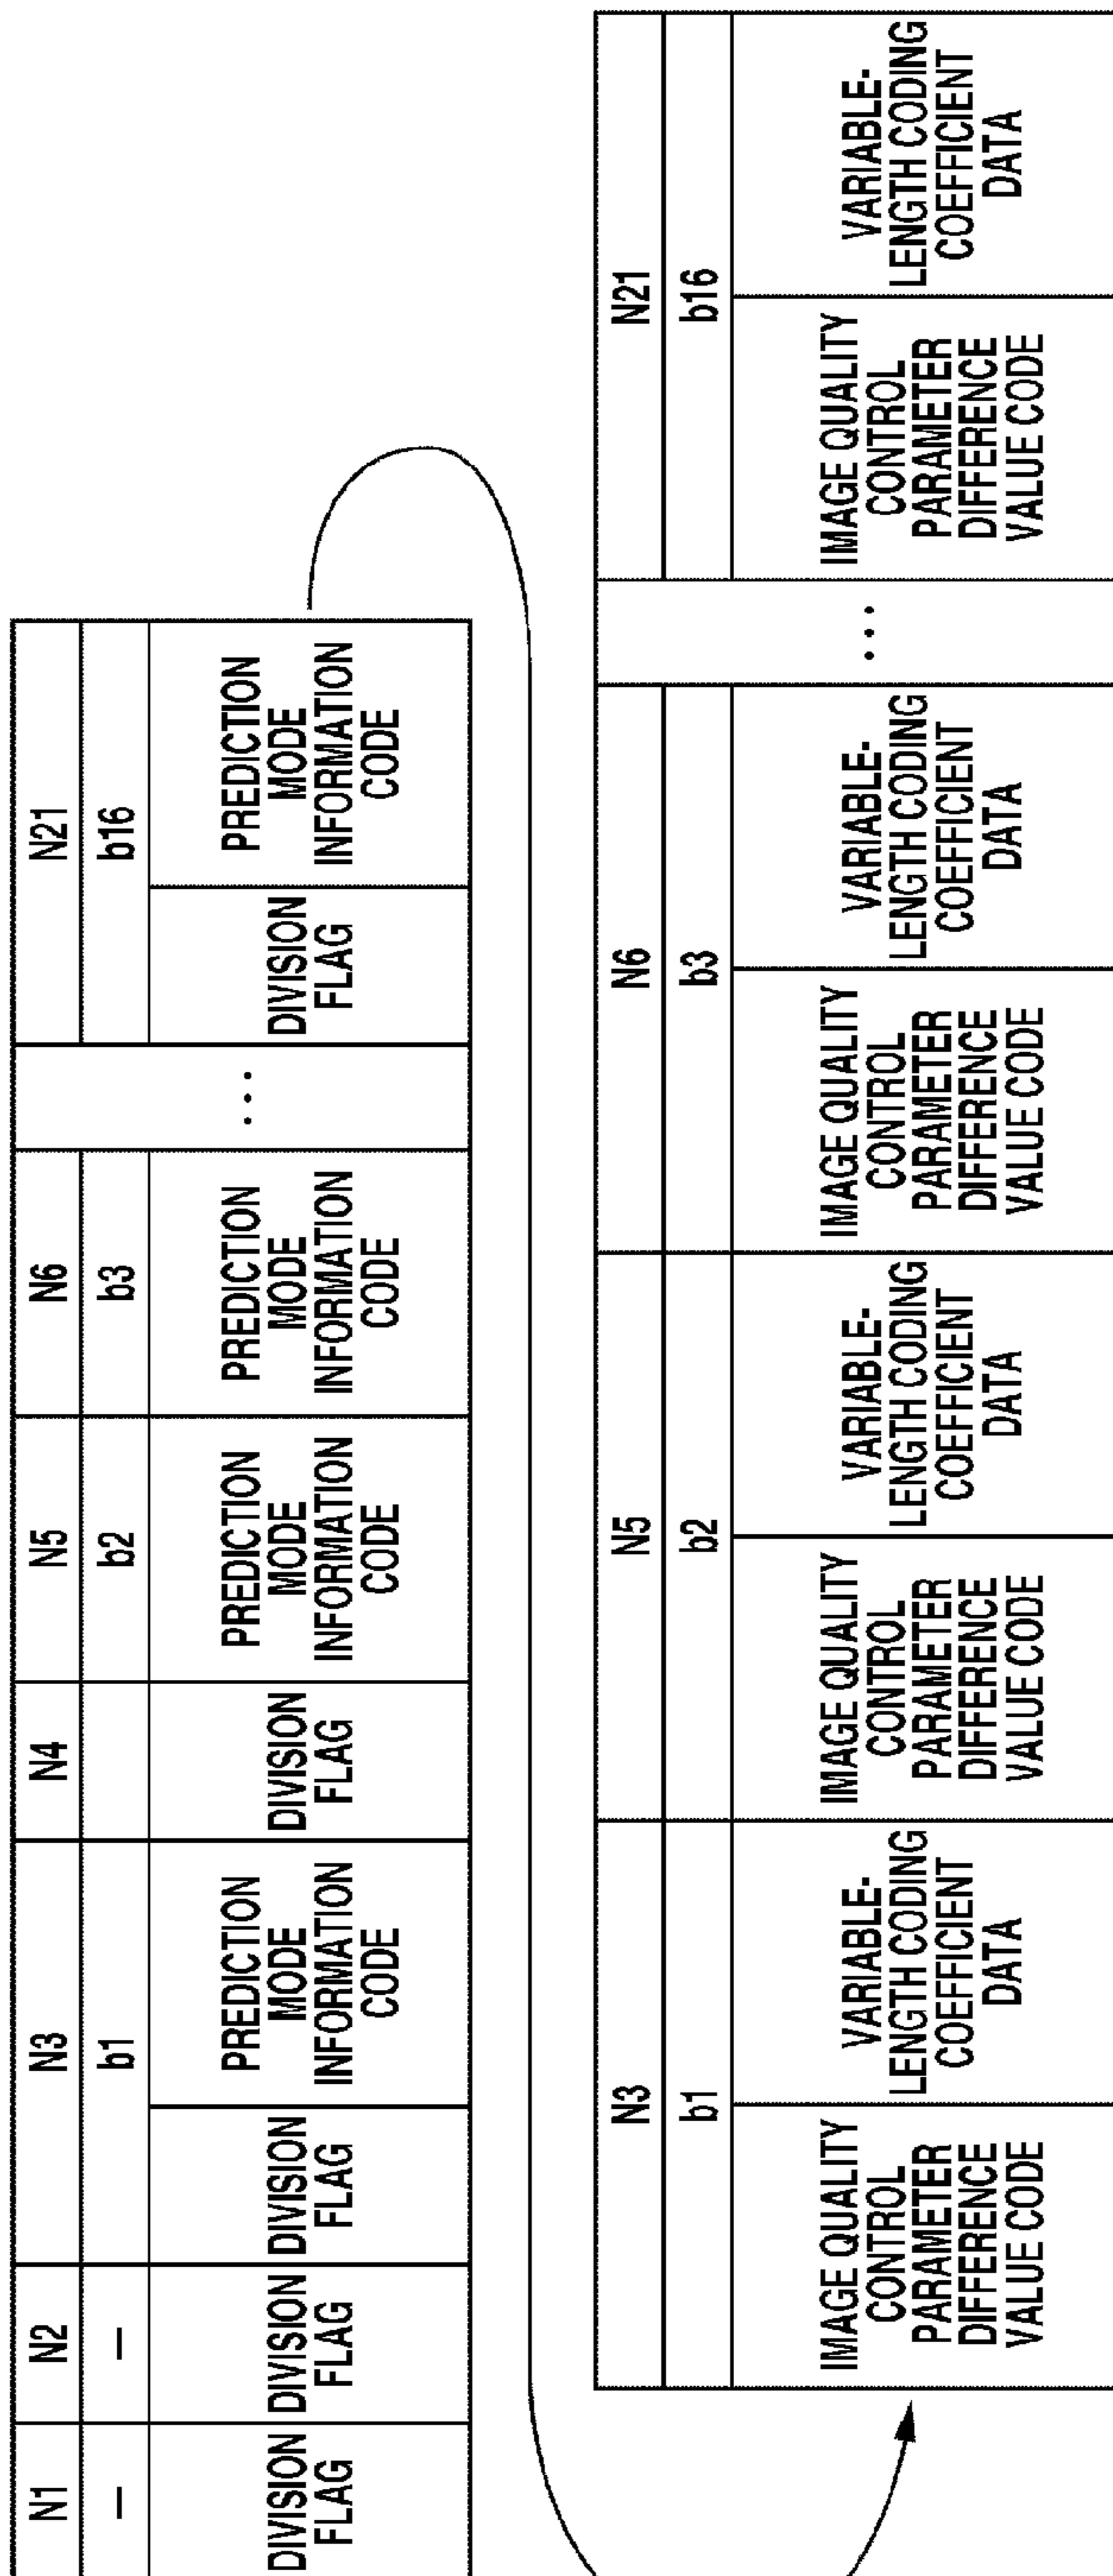 N1
N2
N3
N4
N5
N6
N21
—
—
b1
b2
b3
b16
DIVISION
FLAG
DIVISION
FLAG
DIVISION
FLAG
PREDICTION
MODE
INFORMATION
CODE
DIVISION
FLAG
PREDICTION
MODE
INFORMATION
CODE
PREDICTION
MODE
INFORMATION
CODE
...
DIVISION
FLAG
PREDICTION
MODE
INFORMATION
CODE
N3
N5
N6
N21
b1
b2
b3
b16
IMAGE QUALITY
CONTROL
PARAMETER
DIFFERENCE
VALUE CODE
VARIABLE-
LENGTH CODING
COEFFICIENT
DATA
IMAGE QUALITY
CONTROL
PARAMETER
DIFFERENCE
VALUE CODE
VARIABLE-
LENGTH CODING
COEFFICIENT
DATA
IMAGE QUALITY
CONTROL
PARAMETER
DIFFERENCE
VALUE CODE
VARIABLE-
LENGTH CODING
COEFFICIENT
DATA
...
IMAGE QUALITY
CONTROL
PARAMETER
DIFFERENCE
VALUE CODE
VARIABLE-
LENGTH CODING
COEFFICIENT
DATA